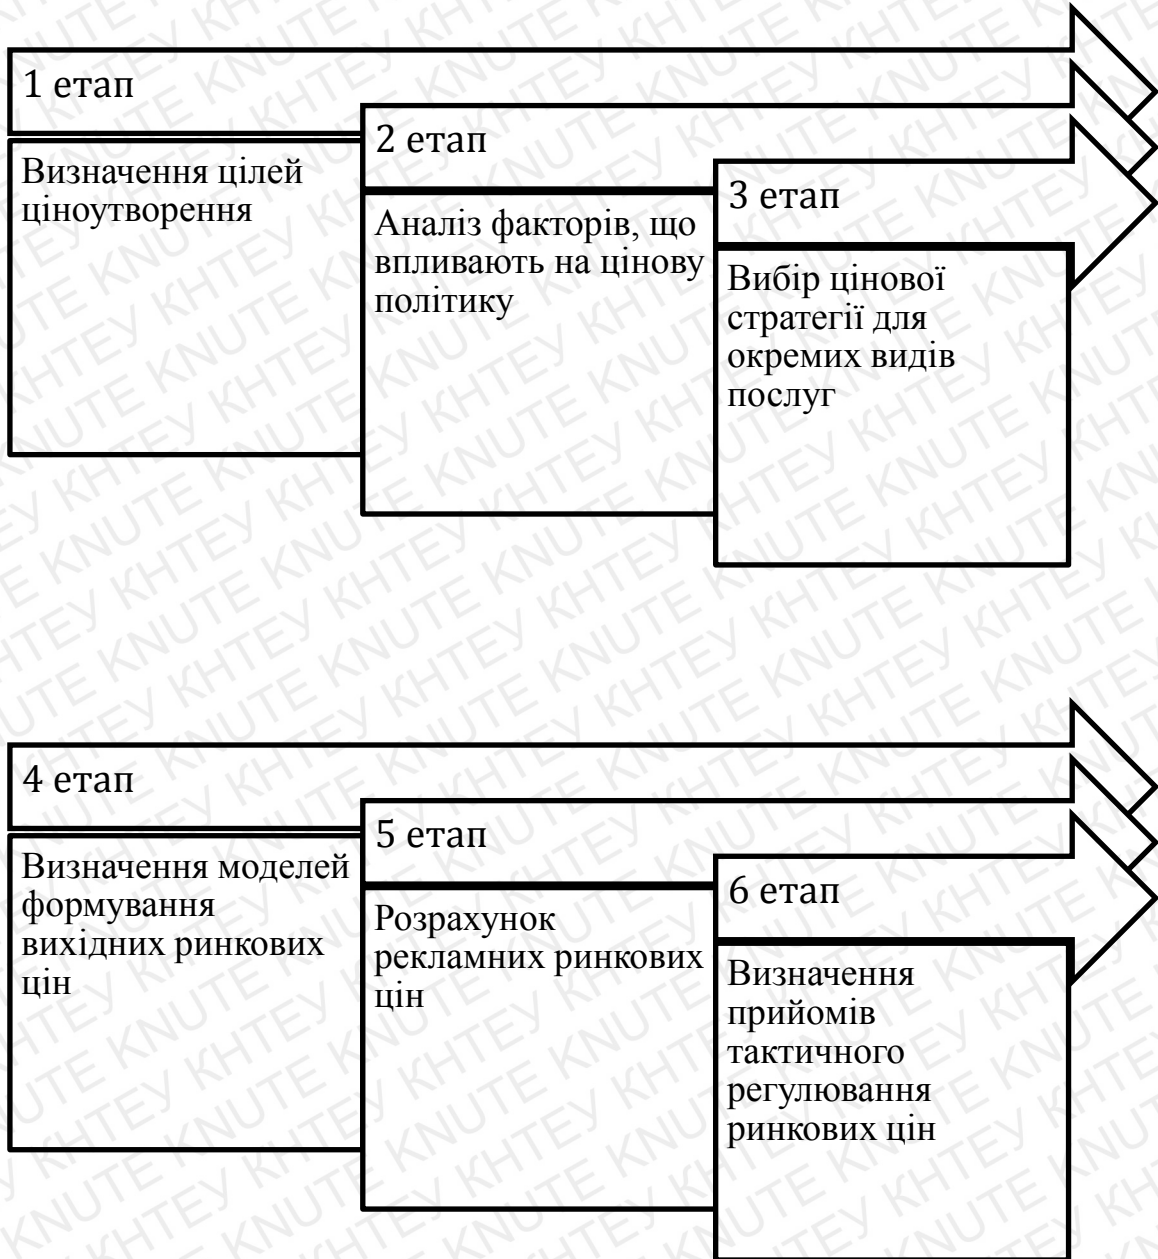 1 етап
Визначення цілей
ціноутворення
2 етап
Аналіз факторів, що
впливають на цінову
політику
3 етап
Вибір цінової
стратегії для
окремих видів
послуг
4 етап
Визначення моделей
формування
вихідних ринкових
цін
5 етап
Розрахунок
рекламних ринкових
цін
6 етап
Визначення
прийомів
тактичного
регулювання
ринкових цін